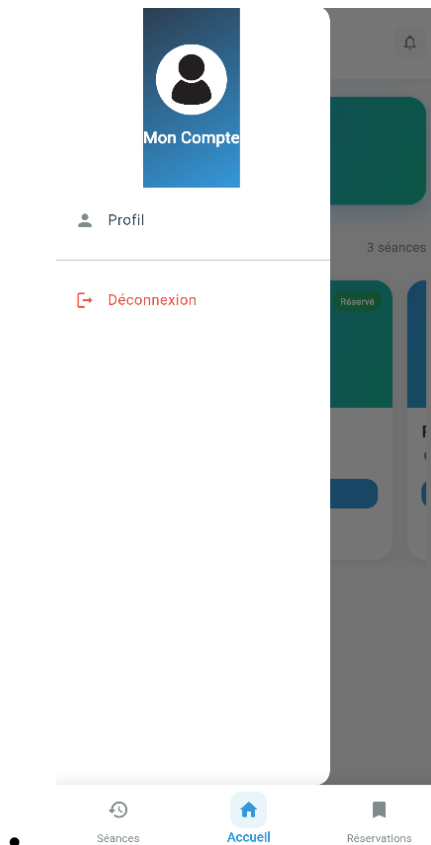 Mon Compte
Profil
3 séances
Déconnexion
Réservé
Séances
Accueil
Réservations